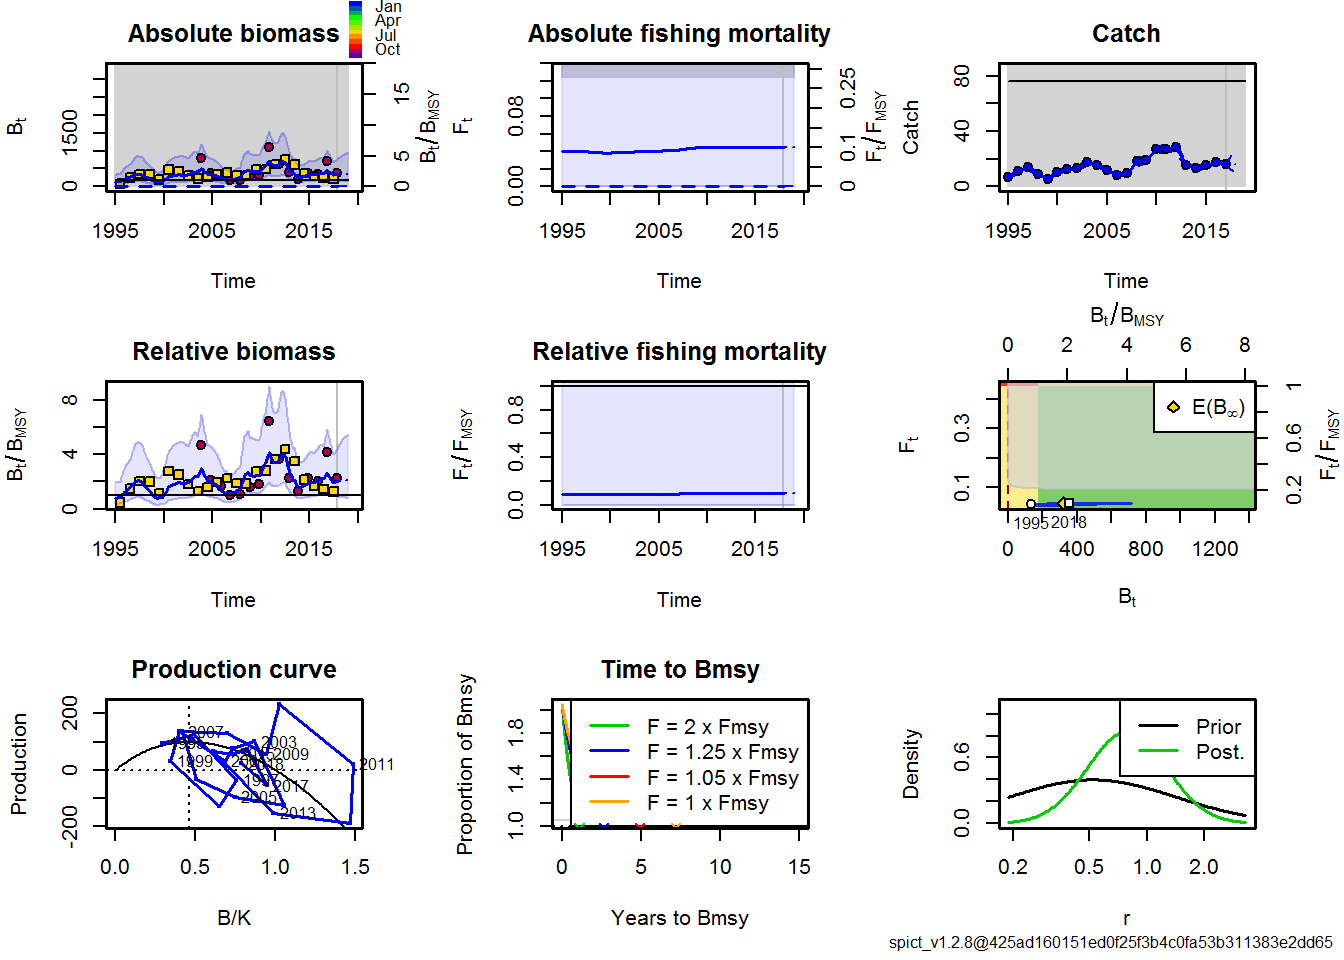 Jan
Apr
Jul
Oct
Absolute biomass
Absolute fishing mortality
Catch
Bt
0
1500
0
5
15
Bt/BMSY
1995
2005
2015
Time
Ft
0.00
0.08
0
0.1
0.25
Ft/FMSY
1995
2005
2015
Time
Catch
0
40
80
1995
2005
2015
Time
Relative biomass
Relative fishing mortality
Bt/BMSY
0
4
8
1995
2005
2015
Time
Ft/FMSY
0.0
0.4
0.8
1995
2005
2015
Time
Bt/BMSY
0
2
4
6
8
E(B∞)
Ft
0.1
0.3
0.2
0.6
1
Ft/FMSY
1995
2018
0
400
800
1200
Bt
Production curve
Time to Bmsy
Production
-200
0
200
2007
2003
2009
1999
2011
1997
2017
2005
2013
0.0
0.5
1.0
1.5
B/K
Proportion of Bmsy
1.0
1.4
1.8
F = 2 x Fmsy
F = 1.25 x Fmsy
F = 1.05 x Fmsy
F = 1 x Fmsy
0
5
10
15
Years to Bmsy
Density
0.0
0.6
Prior
Post.
0.2
0.5
1.0
2.0
r
spict_v1.2.8@425ad160151ed0f25f3b4c0fa53b311383e2dd65